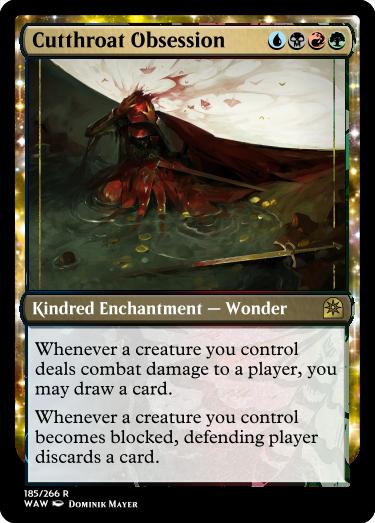 Cutthroat Obsession
Kindred Enchantment — Wonder
Whenever a creature you control
deals combat damage to a player, you
may draw a card.
Whenever a creature you control
becomes blocked, defending player
discards a card.
185/266 R
WAW Dominik Mayer